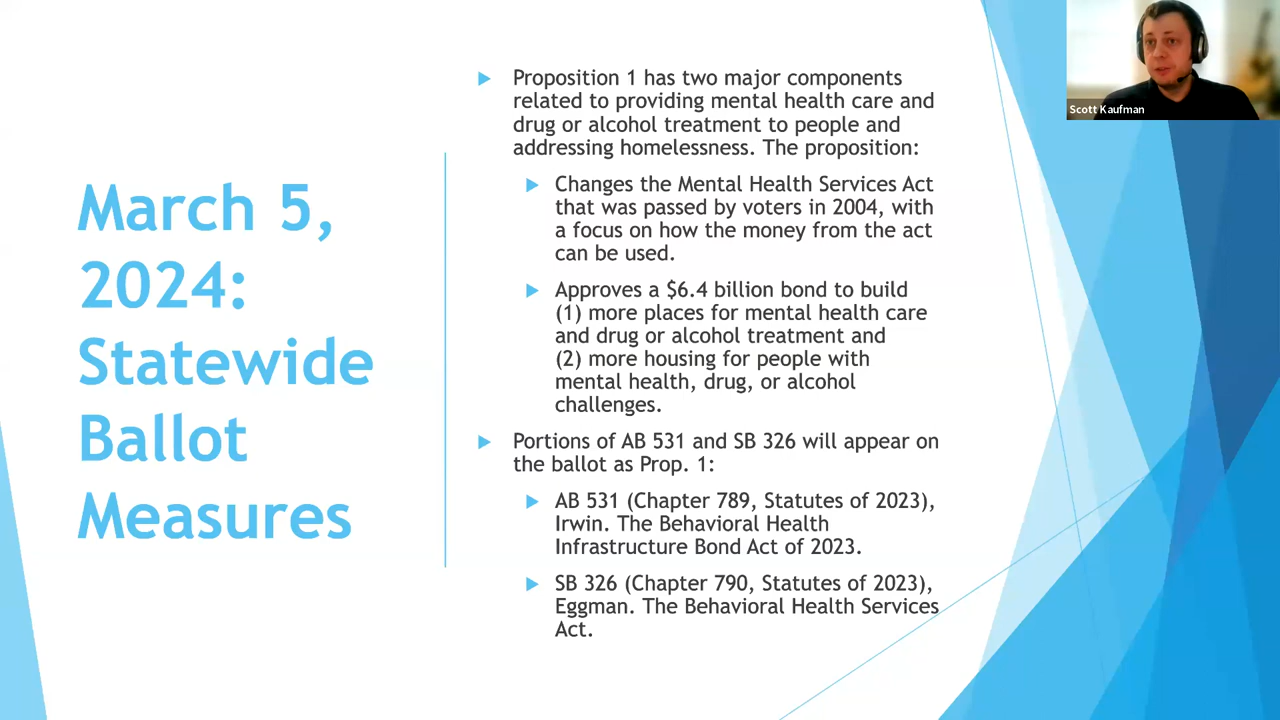 March 5,
2024:
Statewide
Ballot
Measures
Proposition 1 has two major components
related to providing mental health care and
drug or alcohol treatment to people and
addressing homelessness. The proposition:
Changes the Mental Health Services Act
that was passed by voters in 2004, with
a focus on how the money from the act
can be used.
Approves a $6.4 billion bond to build
(1) more places for mental health care
and drug or alcohol treatment and
(2) more housing for people with
mental health, drug, or alcohol
challenges.
Portions of AB 531 and SB 326 will appear on
the ballot as Prop. 1:
AB 531 (Chapter 789, Statutes of 2023),
Irwin. The Behavioral Health
Infrastructure Bond Act of 2023.
SB 326 (Chapter 790, Statutes of 2023),
Eggman. The Behavioral Health Services
Act.
Scott Kaufman